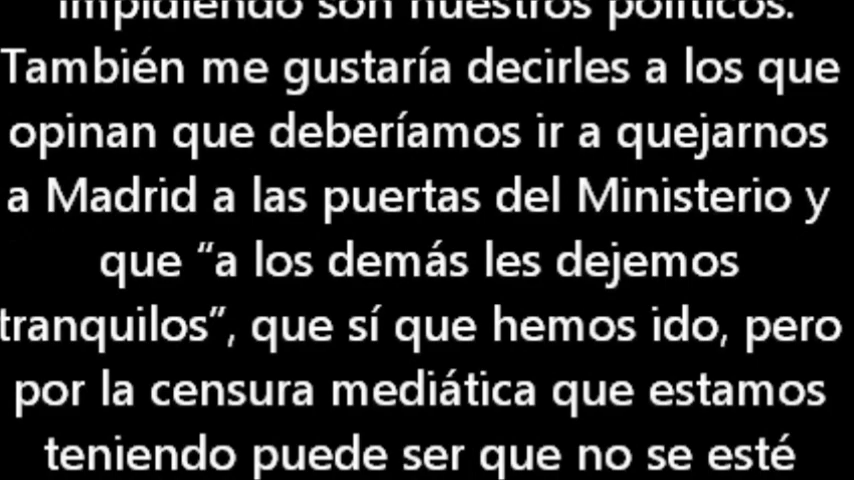 impidiendo son nuestros políticos.
También me gustaría decirles a los que
opinan que deberíamos ir a quejarnos
a Madrid a las puertas del Ministerio y
que “a los demás les dejemos
tranquilos”, que sí que hemos ido, pero
por la censura mediática que estamos
teniendo puede ser que no se esté